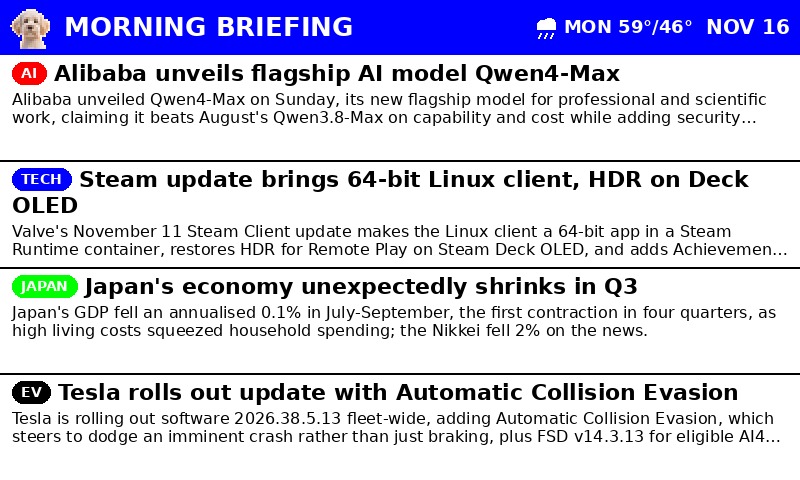 MORNING BRIEFING
MON 59°/46° NOV 16
AI Alibaba unveils flagship AI model Qwen4-Max
Alibaba unveiled Qwen4-Max on Sunday, its new flagship model for professional and scientific
work, claiming it beats August's Qwen3.8-Max on capability and cost while adding security…
TECH Steam update brings 64-bit Linux client, HDR on Deck
OLED
Valve's November 11 Steam Client update makes the Linux client a 64-bit app in a Steam
Runtime container, restores HDR for Remote Play on Steam Deck OLED, and adds Achievemen…
JAPAN Japan's economy unexpectedly shrinks in Q3
Japan's GDP fell an annualised 0.1% in July-September, the first contraction in four quarters, as
high living costs squeezed household spending; the Nikkei fell 2% on the news.
EV Tesla rolls out update with Automatic Collision Evasion
Tesla is rolling out software 2026.38.5.13 fleet-wide, adding Automatic Collision Evasion, which
steers to dodge an imminent crash rather than just braking, plus FSD v14.3.13 for eligible AI4…